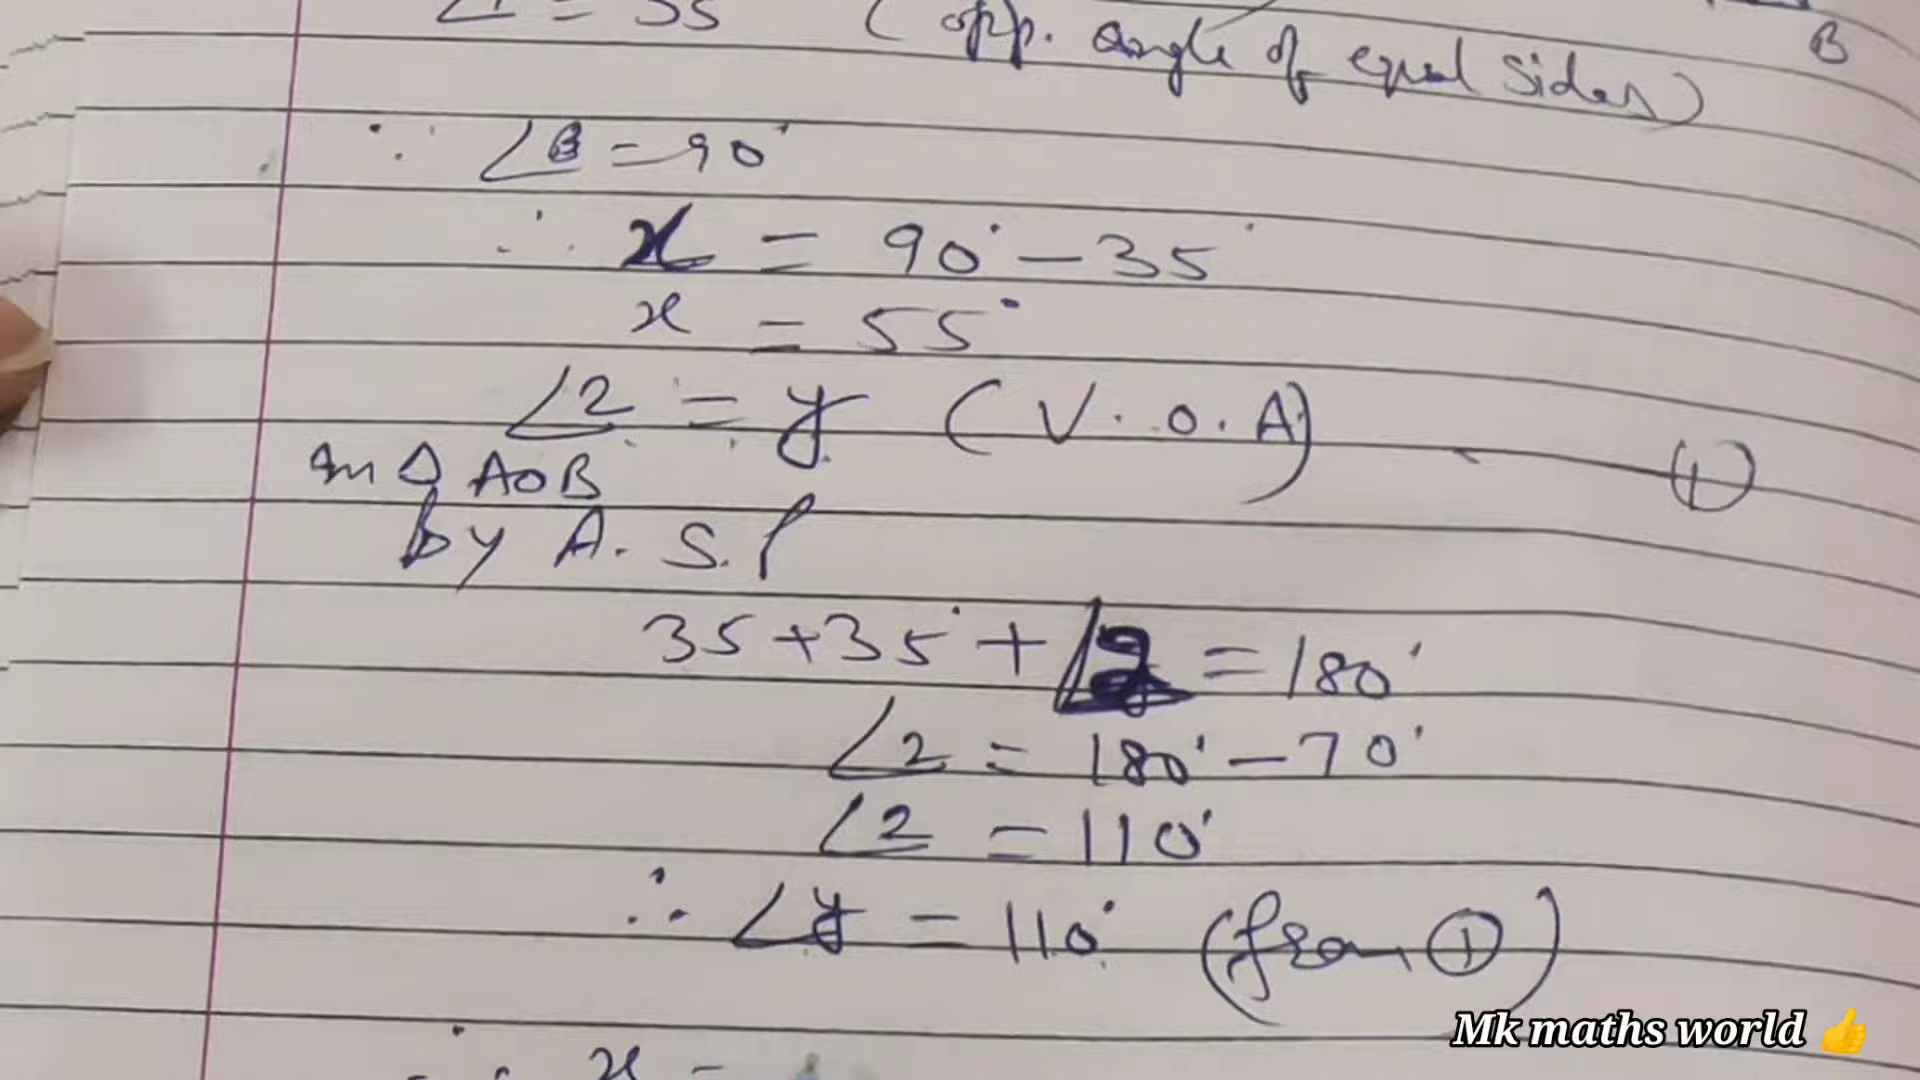 ∠1 = 35 (opp. angle of equal sides)
B
∵ ∠B = 90°
∴ x = 90° - 35°
x = 55°
∠2 = y (V.O.A) ①
In △ AOB
by A.S.P
35 + 35° + ∠2 = 180°
∠2 = 180° - 70°
∠2 = 110°
∴ ∠y = 110° (from ①)
∴ x =
Mk maths world 👍